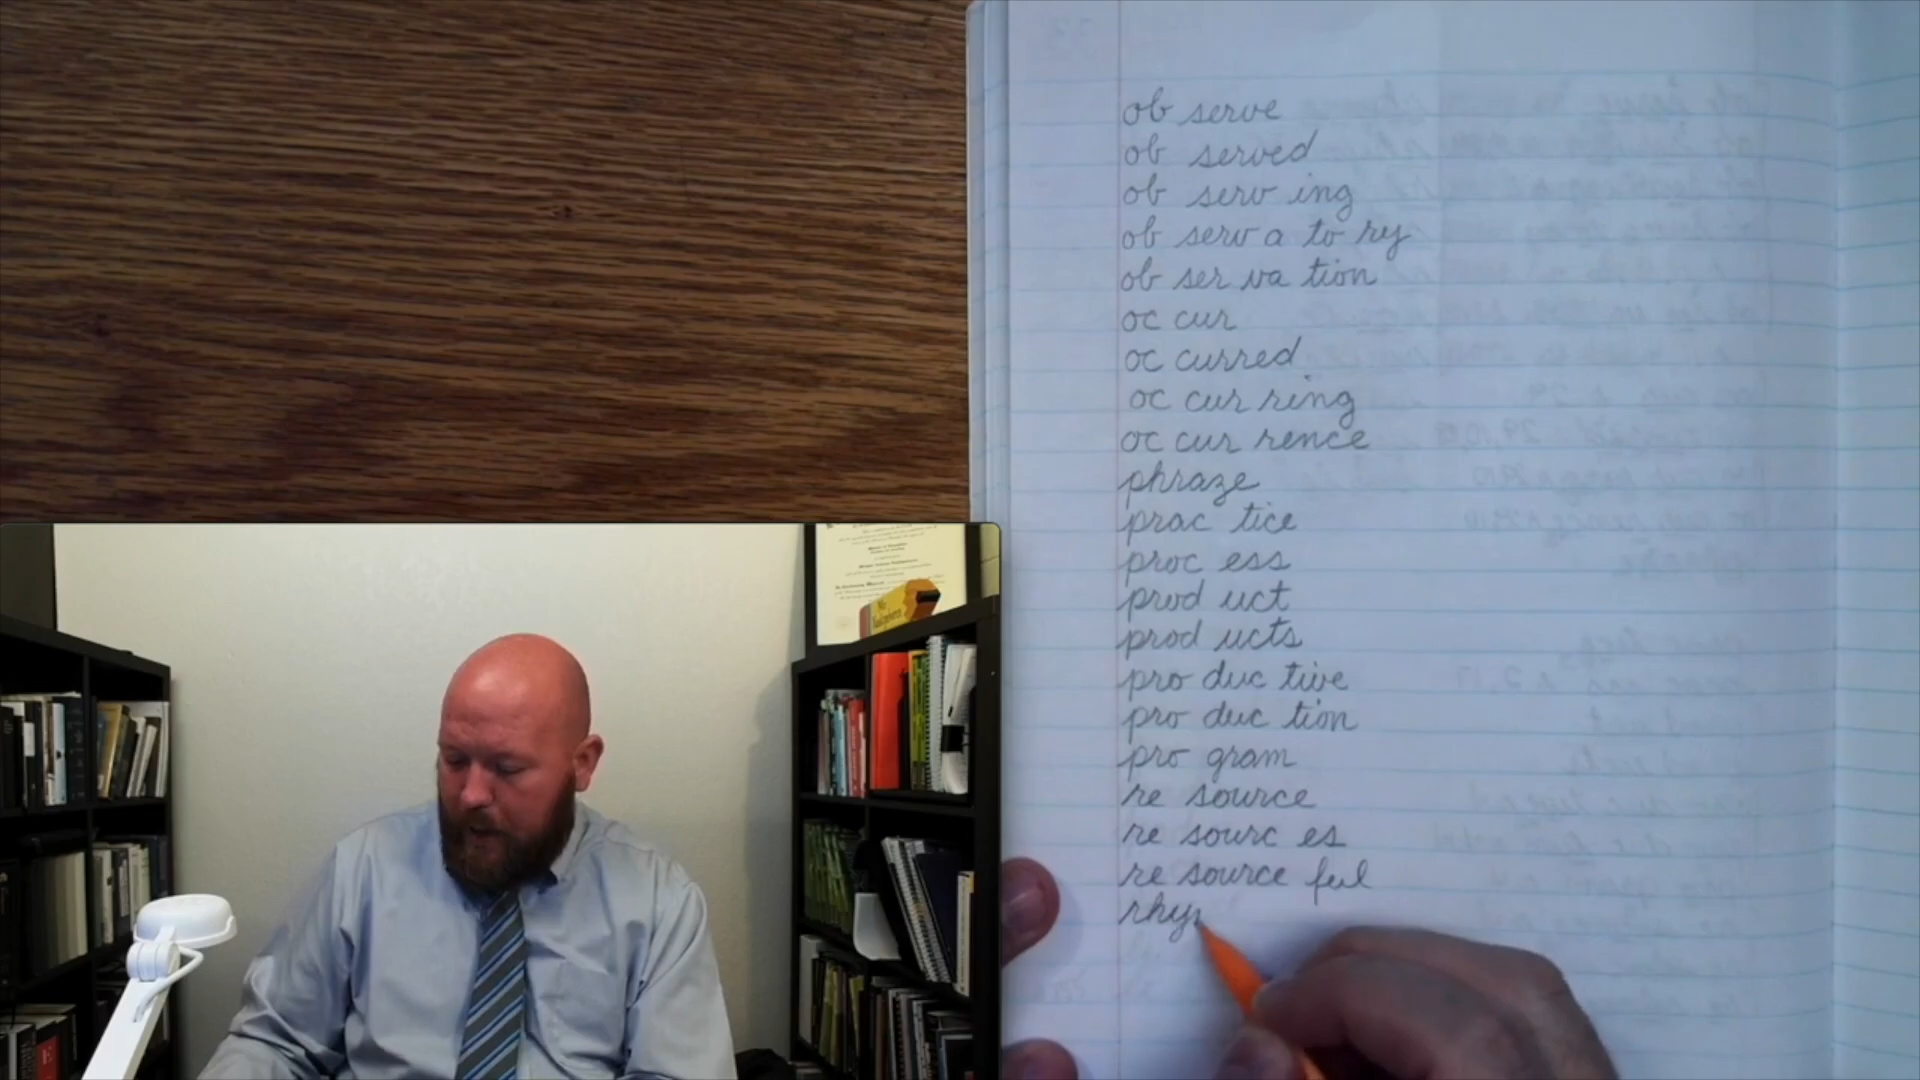 ob serve
ob served
ob serv ing
ob serv a to ry
ob ser va tion
oc cur
oc curred
oc cur ring
oc cur rence
phraze
prac tice
proc ess
prod uct
prod ucts
pro duc tive
pro duc tion
pro gram
re source
re sourc es
re source ful
rhy